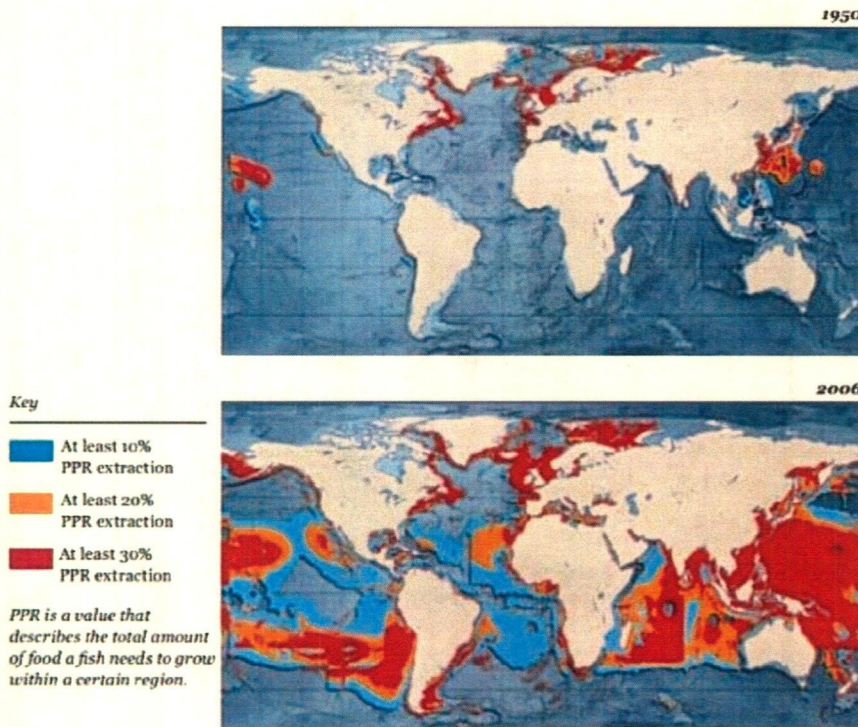 1950
2006
Key
At least 10%
PPR extraction
At least 20%
PPR extraction
At least 30%
PPR extraction
PPR is a value that
describes the total amount
of food a fish needs to grow
within a certain region.